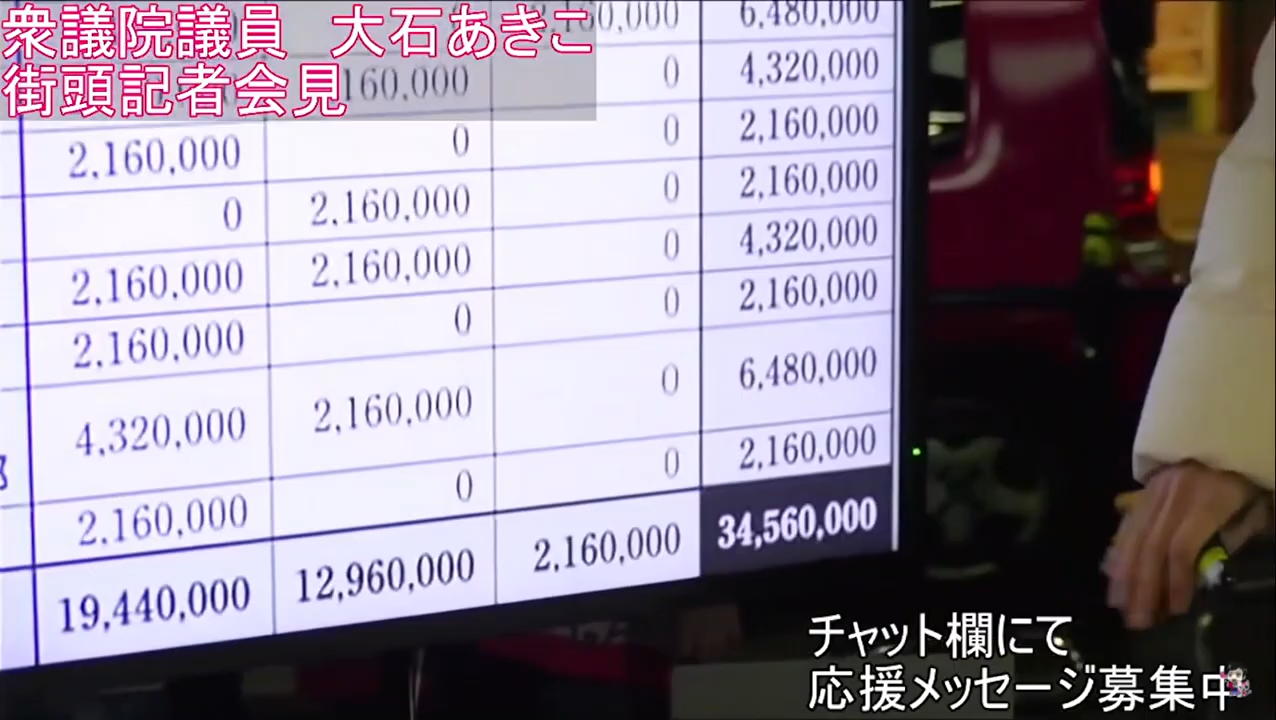 衆議院議員　大石あきこ
街頭記者会見
2,160,000 6,480,000
160,000 0 4,320,000
2,160,000 0 0 2,160,000
0 2,160,000 0 2,160,000
2,160,000 2,160,000 0 4,320,000
2,160,000 0 0 2,160,000
4,320,000 2,160,000 0 6,480,000
2,160,000 0 0 2,160,000
19,440,000 12,960,000 2,160,000 34,560,000
チャット欄にて
応援メッセージ募集中